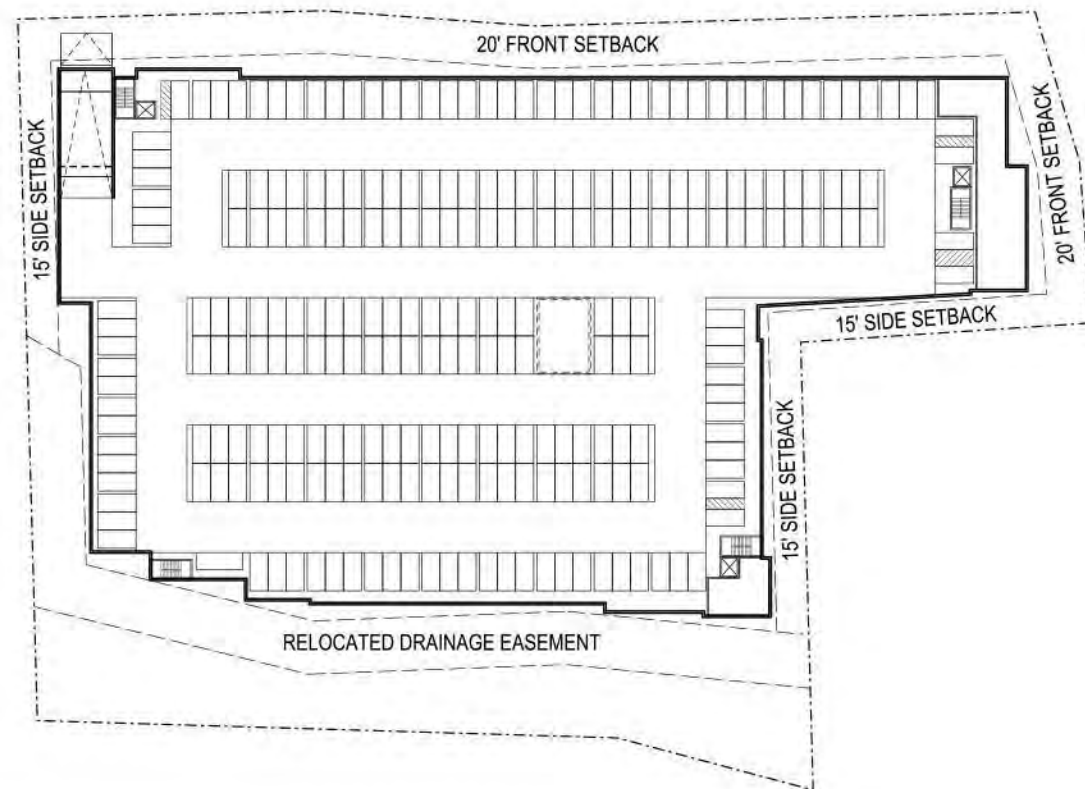 20' FRONT SETBACK
15' SIDE SETBACK
20' FRONT SETBACK
15' SIDE SETBACK
15' SIDE SETBACK
RELOCATED DRAINAGE EASEMENT